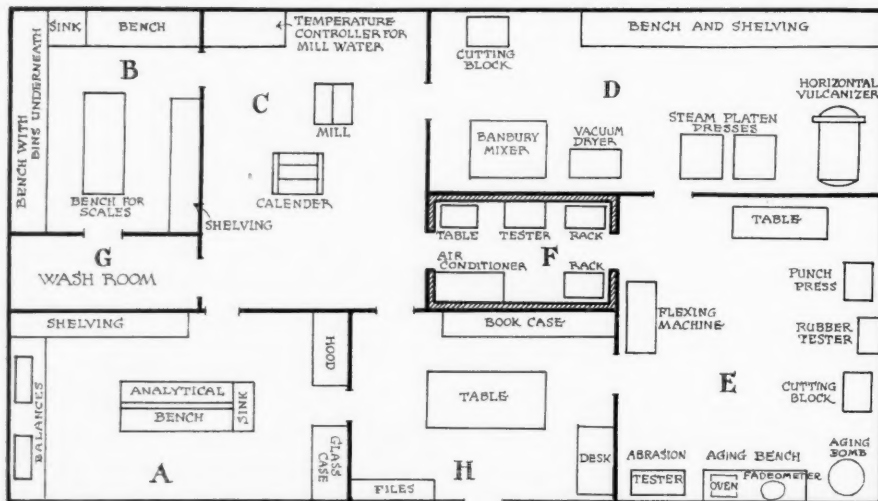 SINK
BENCH
B
BENCH WITH
BINS UNDERNEATH
BENCH FOR
SCALES
SHELVING
TEMPERATURE
CONTROLLER FOR
MILL WATER
C
MILL
CALENDER
CUTTING
BLOCK
BENCH AND SHELVING
D
HORIZONTAL
VULCANIZER
BANBURY
MIXER
VACUUM
DRYER
STEAM PLATEN
PRESSES
G
WASH ROOM
TABLE
TESTER
RACK
F
AIR
CONDITIONER
RACK
TABLE
PUNCH
PRESS
FLEXING
MACHINE
RUBBER
TESTER
E
CUTTING
BLOCK
ABRASION
TESTER
AGING BENCH
OVEN
FADEOMETER
AGING
BOMB
SHELVING
HOOD
BALANCES
ANALYTICAL
BENCH
SINK
GLASS
CASE
A
BOOK CASE
TABLE
DESK
H
FILES